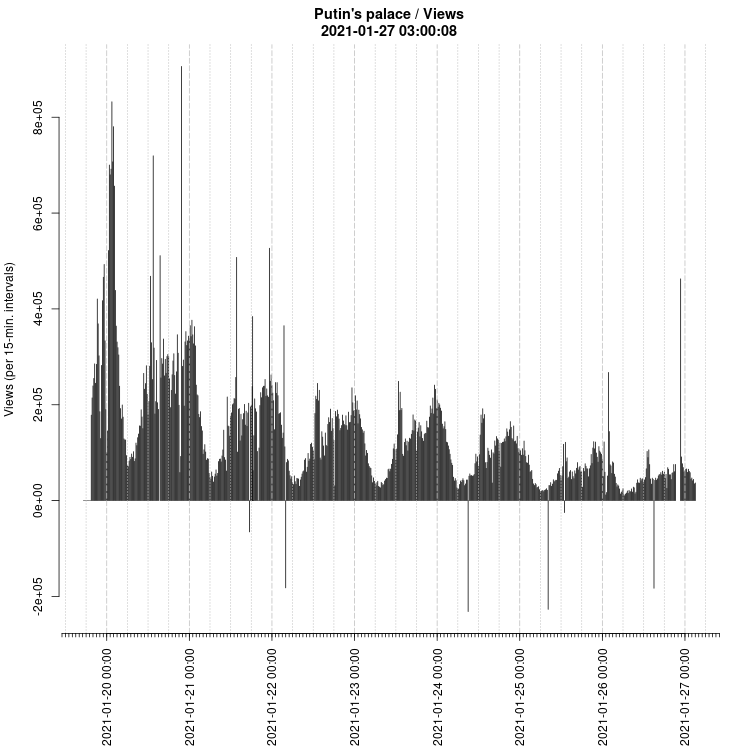 Putin's palace / Views
2021-01-27 03:00:08
Views (per 15-min. intervals)
8e+05
6e+05
4e+05
2e+05
0e+00
-2e+05
2021-01-20 00:00
2021-01-21 00:00
2021-01-22 00:00
2021-01-23 00:00
2021-01-24 00:00
2021-01-25 00:00
2021-01-26 00:00
2021-01-27 00:00